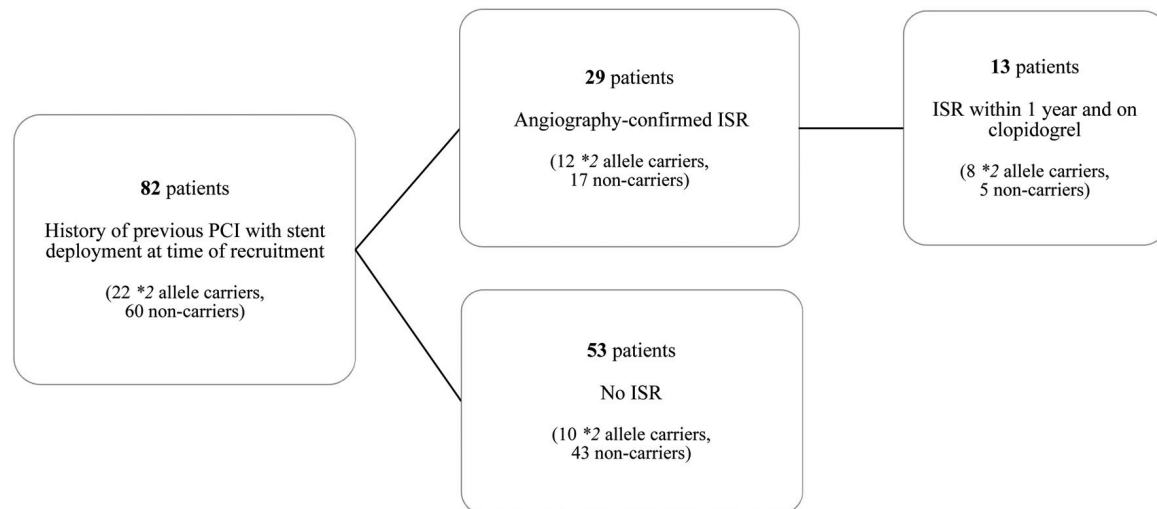 82 patients
History of previous PCI with stent
deployment at time of recruitment
(22 *2 allele carriers,
60 non-carriers)
29 patients
Angiography-confirmed ISR
(12 *2 allele carriers,
17 non-carriers)
13 patients
ISR within 1 year and on
clopidogrel
(8 *2 allele carriers,
5 non-carriers)
53 patients
No ISR
(10 *2 allele carriers,
43 non-carriers)